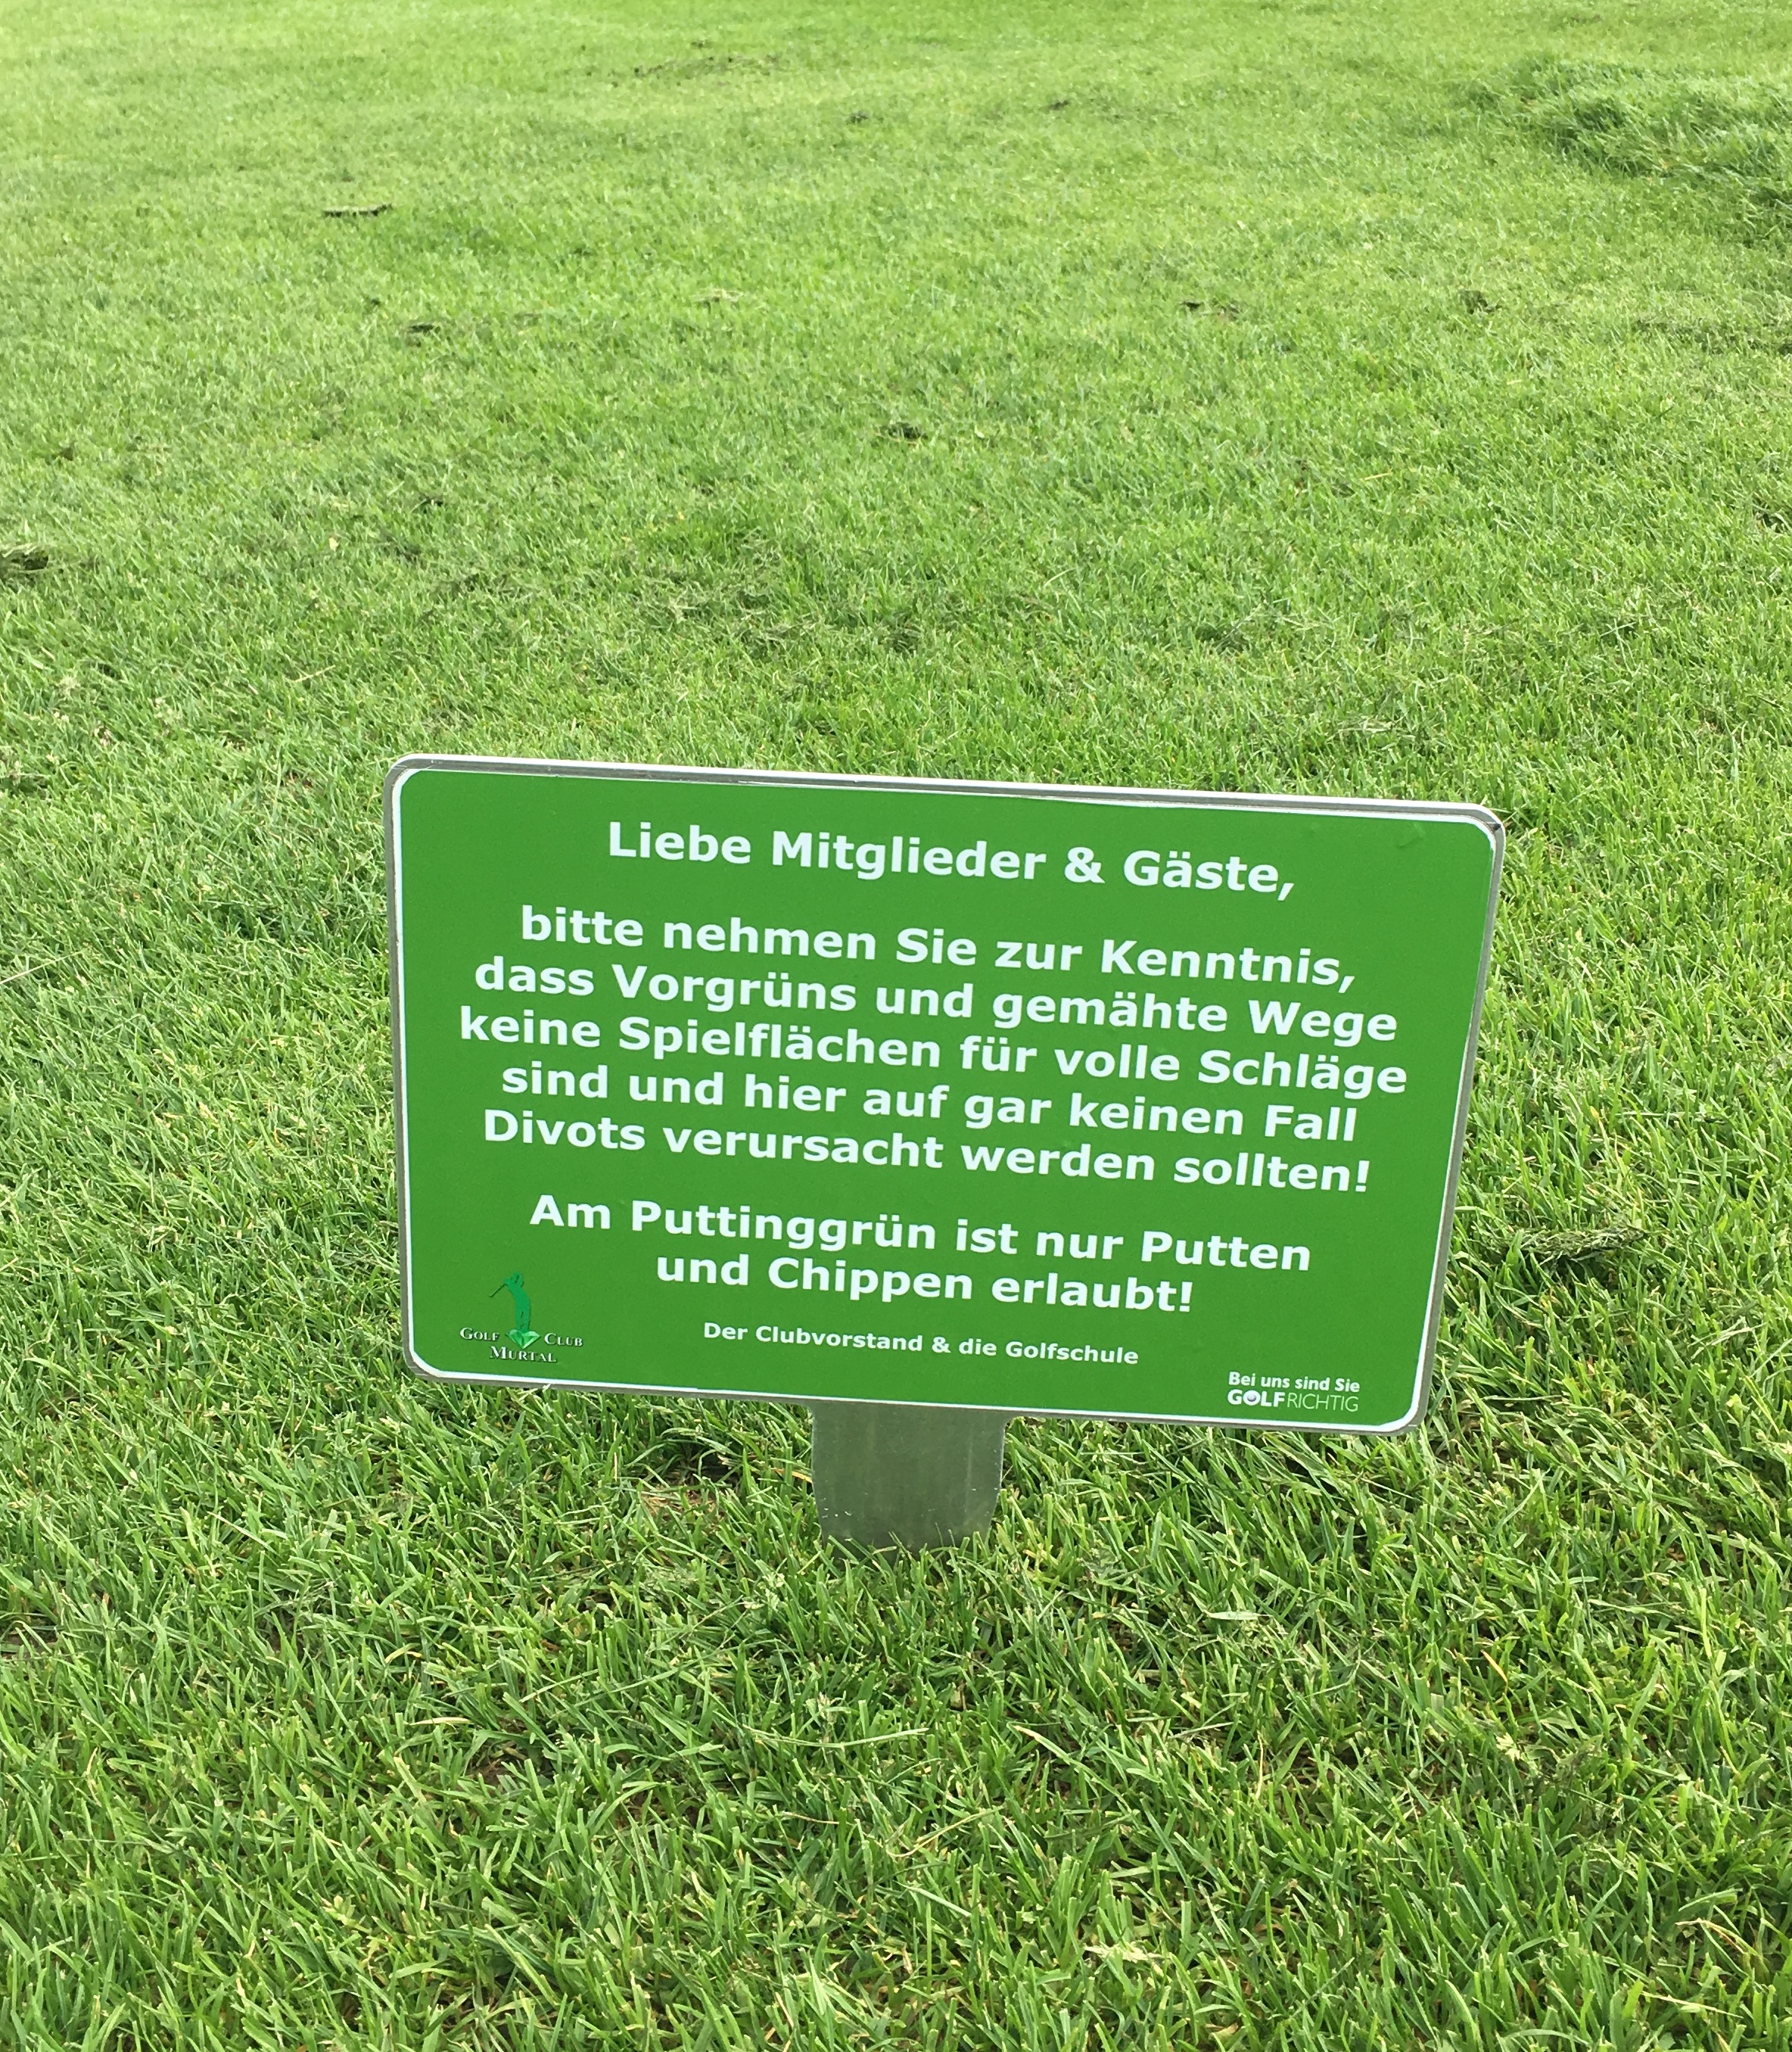 Liebe Mitglieder & Gäste,
bitte nehmen Sie zur Kenntnis,
dass Vorgrüns und gemähte Wege
keine Spielflächen für volle Schläge
sind und hier auf gar keinen Fall
Divots verursacht werden sollten!
Am Puttinggrün ist nur Putten
und Chippen erlaubt!
Der Clubvorstand & die Golfschule
GOLF CLUB
MURTAL
Bei uns sind Sie
GOLFRICHTIG